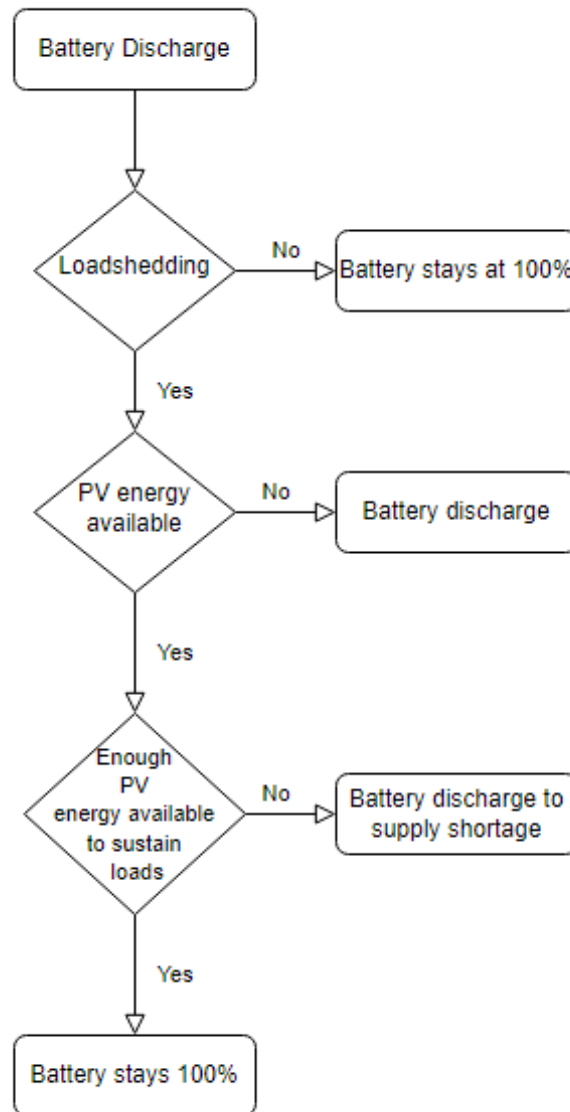 Battery Discharge
Loadshedding
No
Battery stays at 100%
Yes
PV energy
available
No
Battery discharge
Yes
Enough
PV
energy available
to sustain
loads
No
Battery discharge to
supply shortage
Yes
Battery stays 100%